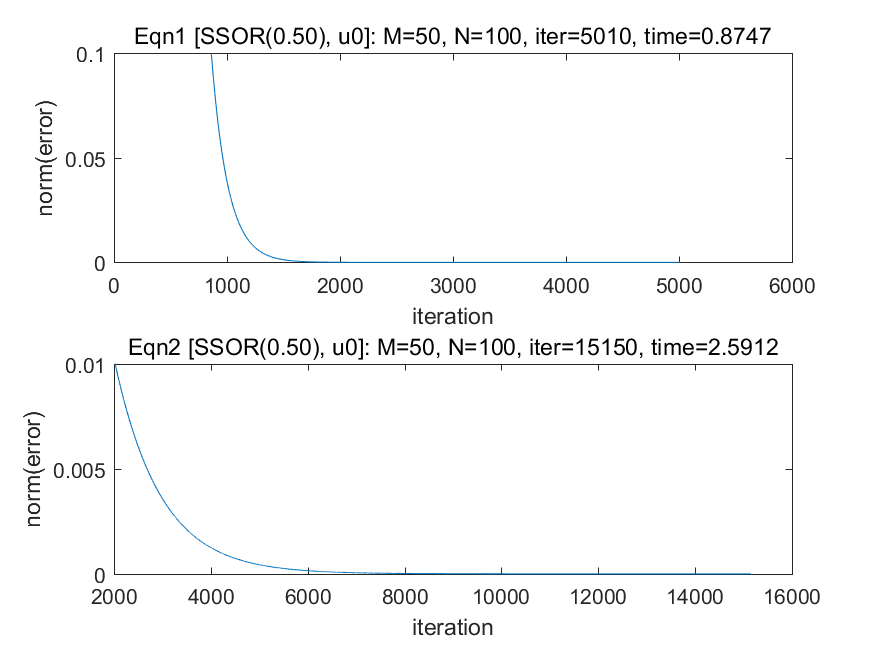 Eqn1 [SSOR(0.50), u0]: M=50, N=100, iter=5010, time=0.8747
0.1
0.05
0
norm(error)
0 1000 2000 3000 4000 5000 6000
iteration
Eqn2 [SSOR(0.50), u0]: M=50, N=100, iter=15150, time=2.5912
0.01
0.005
0
norm(error)
2000 4000 6000 8000 10000 12000 14000 16000
iteration